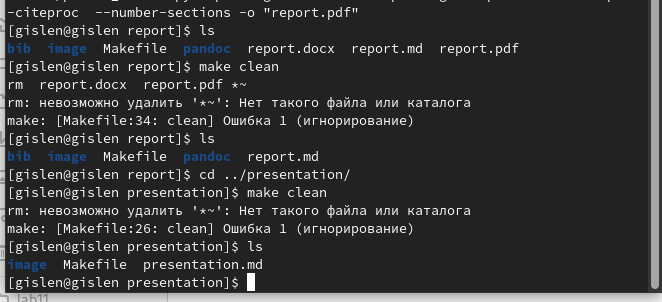 -citeproc  --number-sections -o "report.pdf"
[gislen@gislen report]$ ls
bib  image  Makefile  pandoc  report.docx  report.md  report.pdf
[gislen@gislen report]$ make clean
rm  report.docx  report.pdf *~
rm: невозможно удалить '*~': Нет такого файла или каталога
make: [Makefile:34: clean] Ошибка 1 (игнорирование)
[gislen@gislen report]$ ls
bib  image  Makefile  pandoc  report.md
[gislen@gislen report]$ cd ../presentation/
[gislen@gislen presentation]$ make clean
rm: невозможно удалить '*~': Нет такого файла или каталога
make: [Makefile:26: clean] Ошибка 1 (игнорирование)
[gislen@gislen presentation]$ ls
image  Makefile  presentation.md
[gislen@gislen presentation]$
lab11